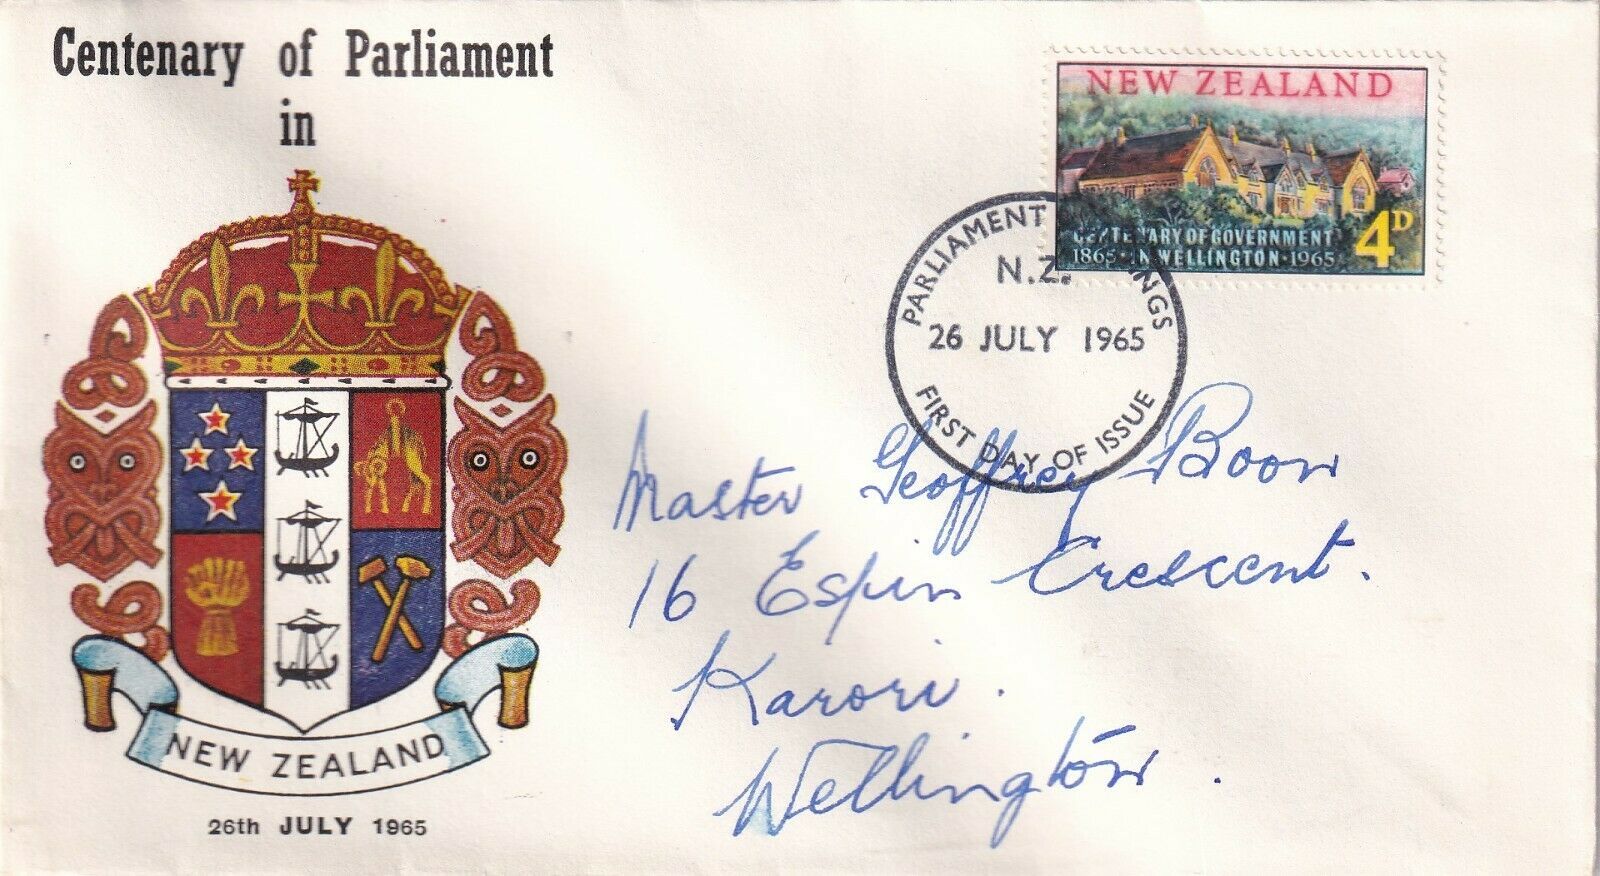 Centenary of Parliament
in
NEW ZEALAND
26th JULY 1965
NEW ZEALAND
CENTENARY OF GOVERNMENT
1865 · IN WELLINGTON · 1965
4D
PARLIAMENT INGS
N.Z.
26 JULY 1965
FIRST DAY OF ISSUE
Master Geoffrey Boon
16 Espin Crescent.
Karori.
Wellington.